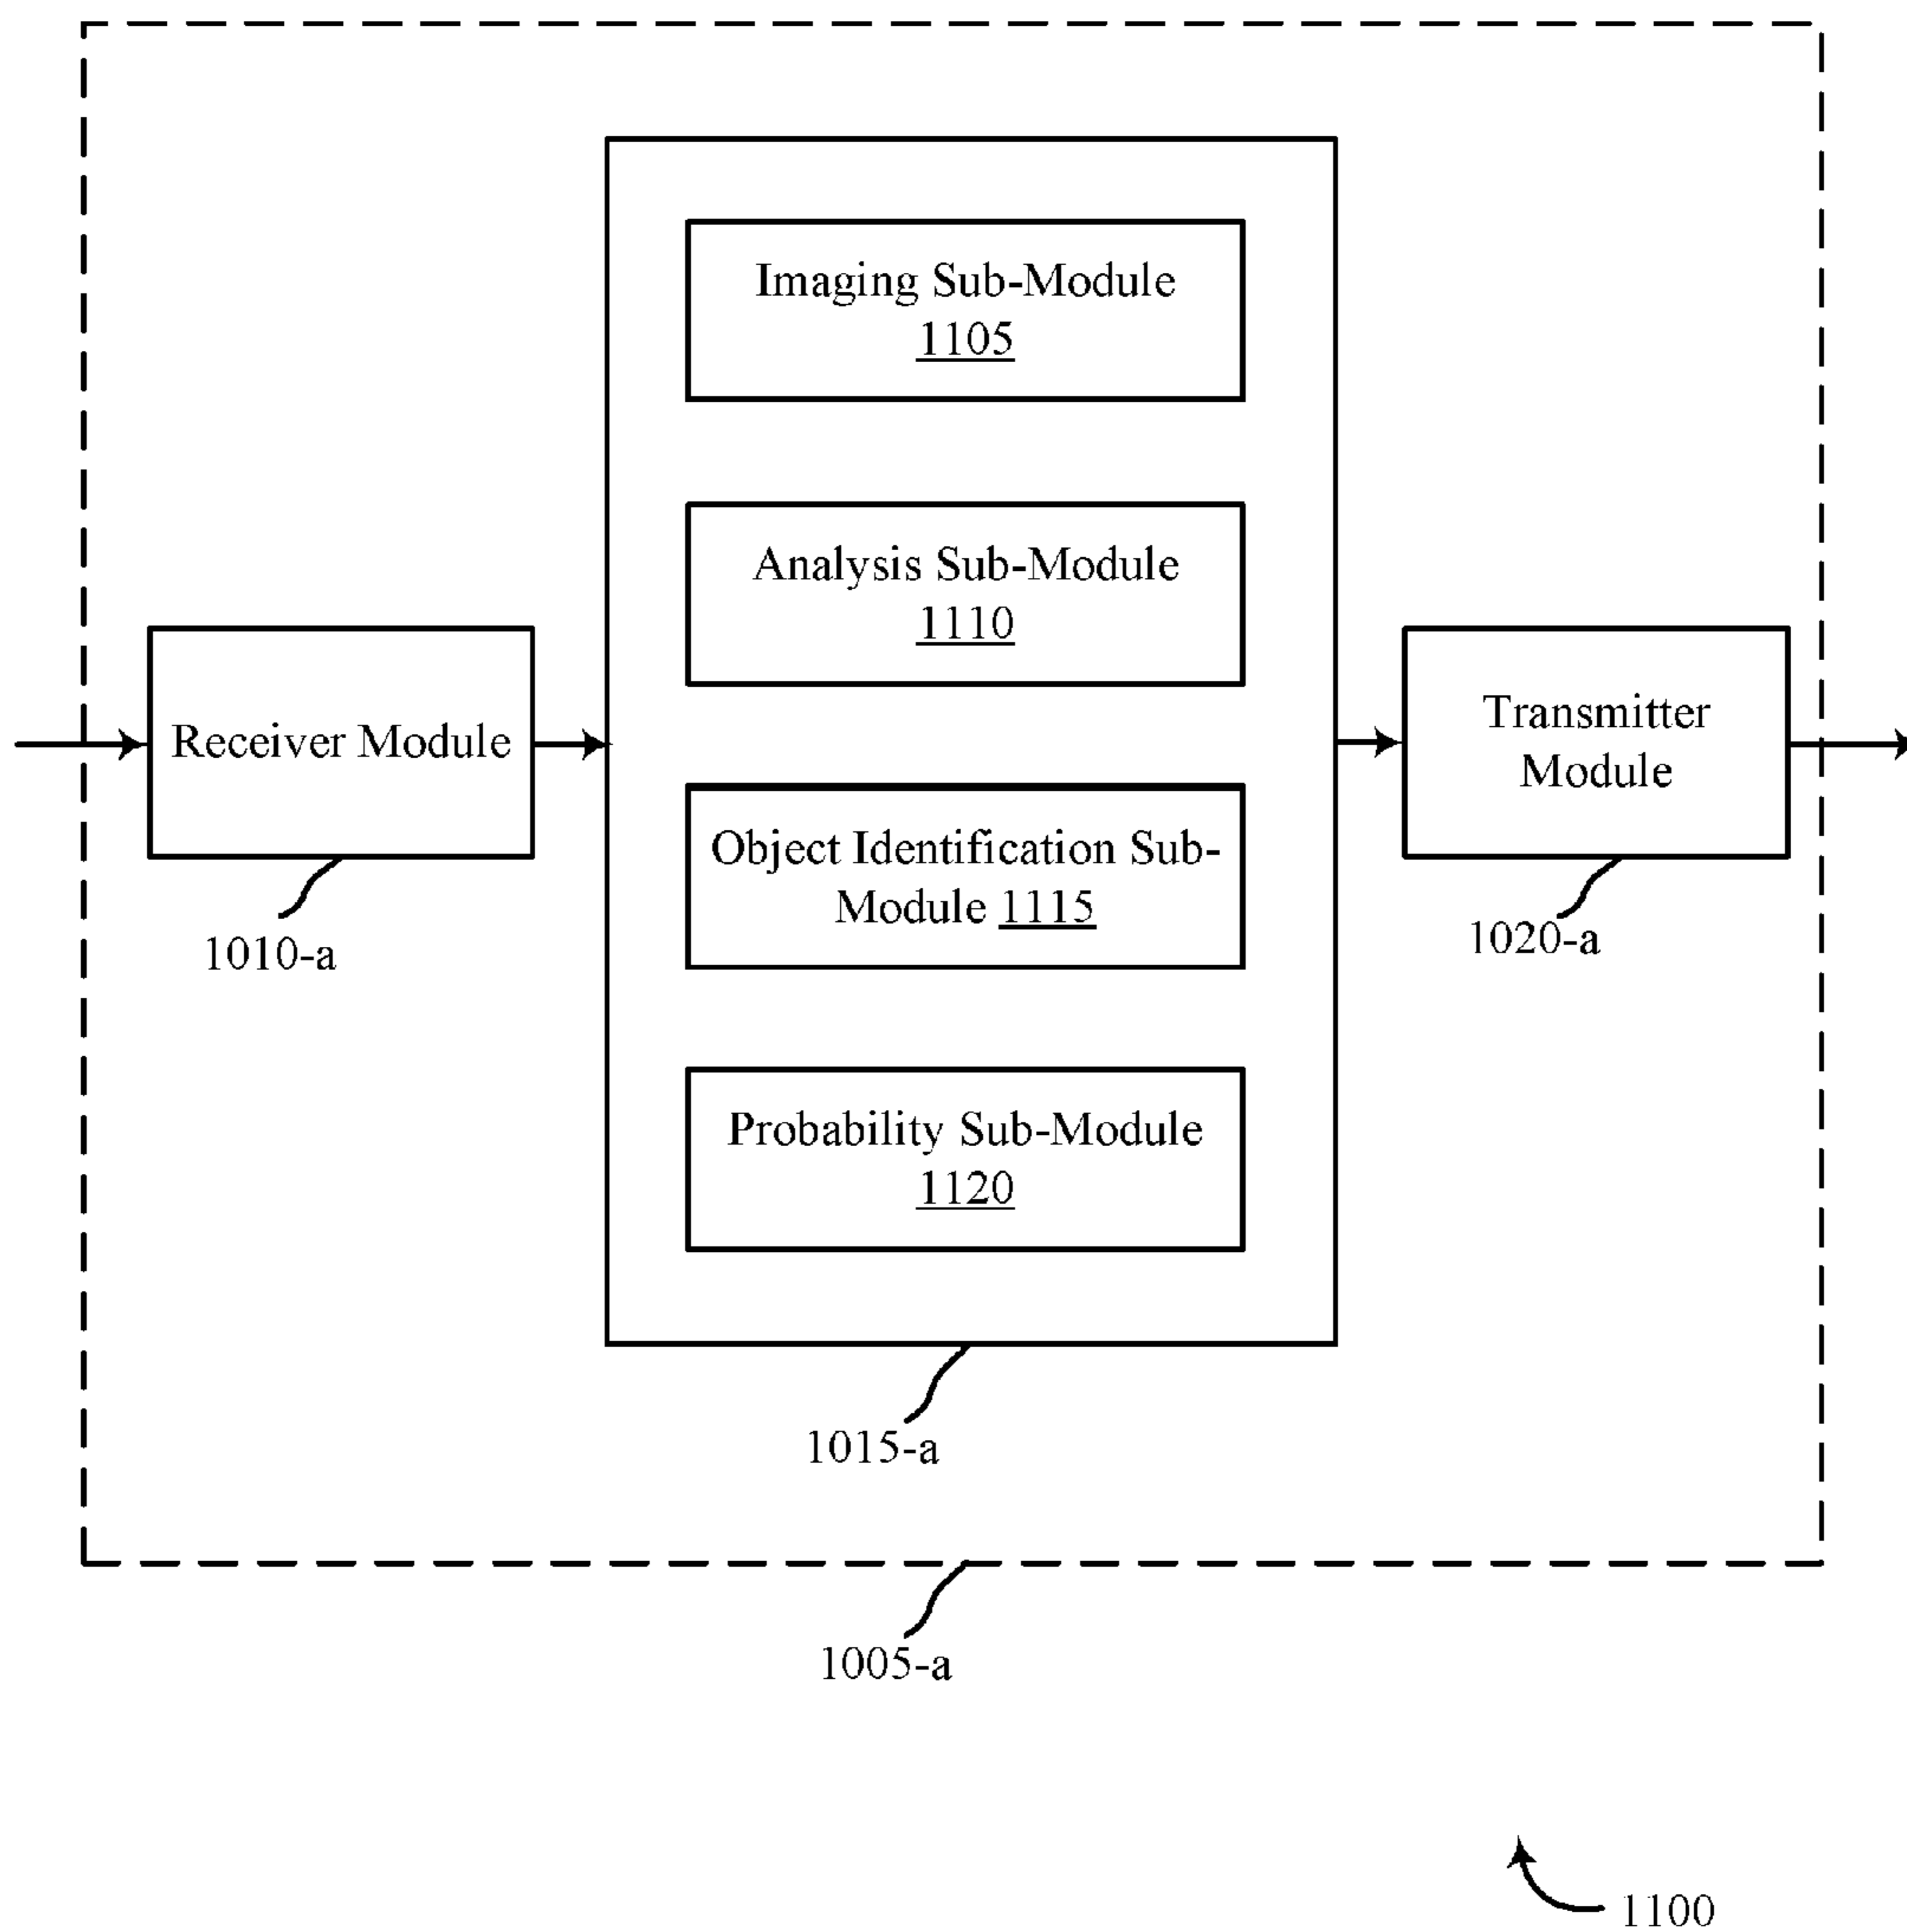 Imaging Sub-Module
1105
Analysis Sub-Module
1110
Receiver Module
Transmitter
Module
Object Identification Sub-
Module 1115
1010-a
1020-a
Probability Sub-Module
1120
1015-a
1005-a
1100